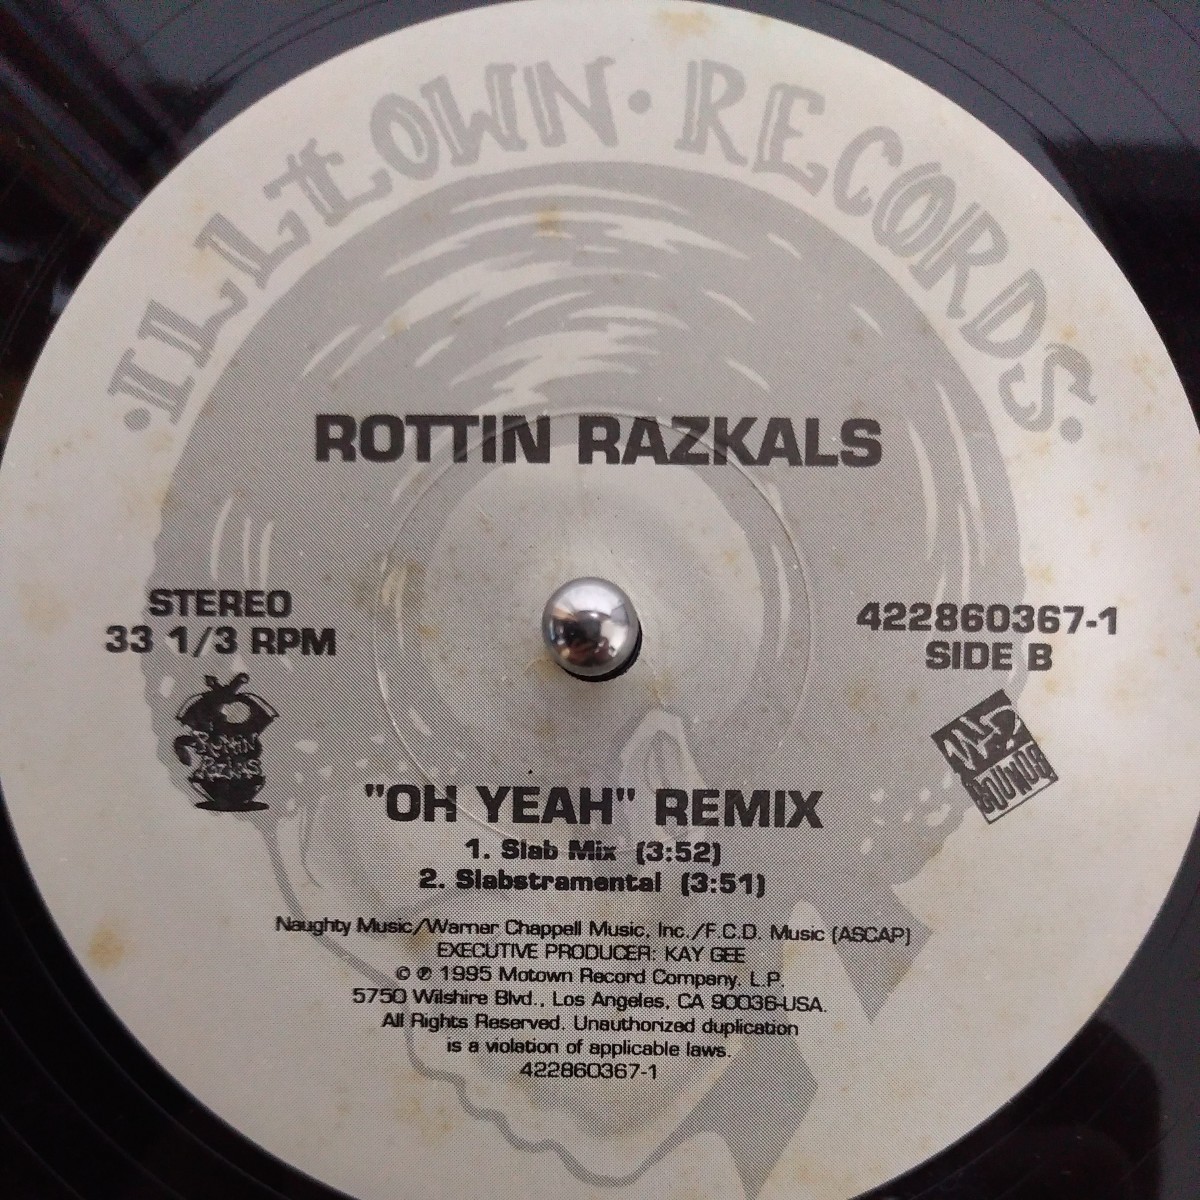 ·ILLTOWN·RECORDS·
ROTTIN RAZKALS
STEREO
33 1/3 RPM
422860367-1
SIDE B
ROTTIN
RAZKALS
"OH YEAH" REMIX
1. Slab Mix (3:52)
2. Slabstramental (3:51)
Naughty Music/Warner Chappell Music, Inc./F.C.D. Music (ASCAP)
EXECUTIVE PRODUCER: KAY GEE
© ℗ 1995 Motown Record Company, L.P.
5750 Wilshire Blvd., Los Angeles, CA 90036-USA.
All Rights Reserved. Unauthorized duplication
is a violation of applicable laws.
422860367-1